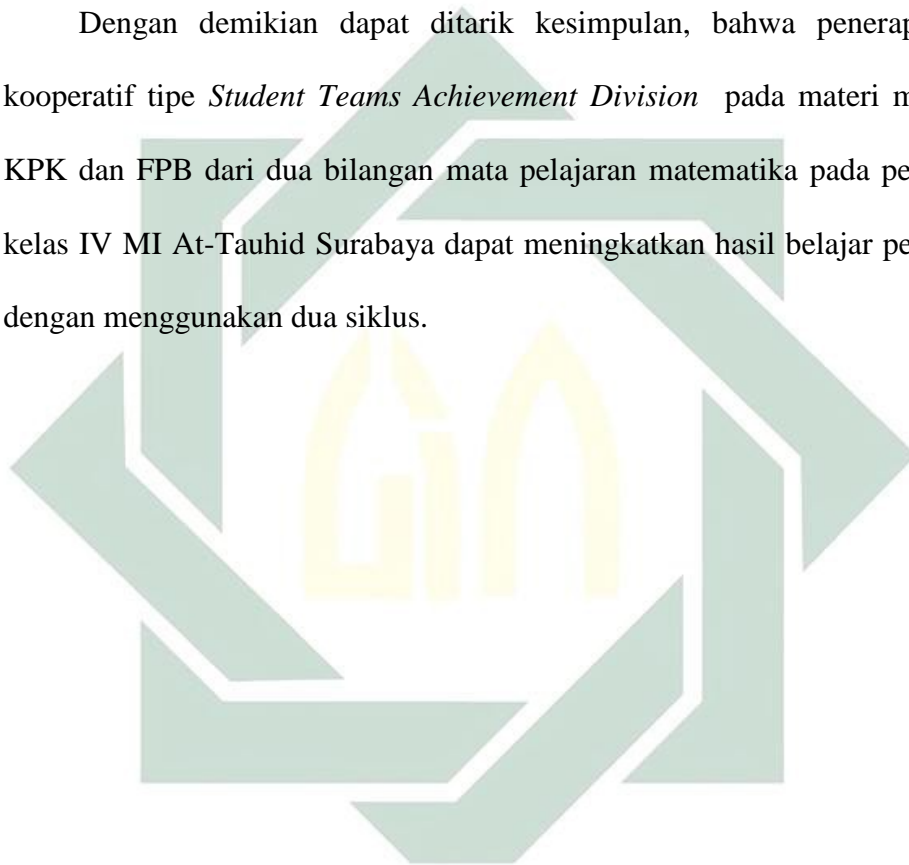 Dengan demikian dapat ditarik kesimpulan, bahwa penerap
kooperatif tipe Student Teams Achievement Division pada materi m
KPK dan FPB dari dua bilangan mata pelajaran matematika pada pe
kelas IV MI At-Tauhid Surabaya dapat meningkatkan hasil belajar pe
dengan menggunakan dua siklus.